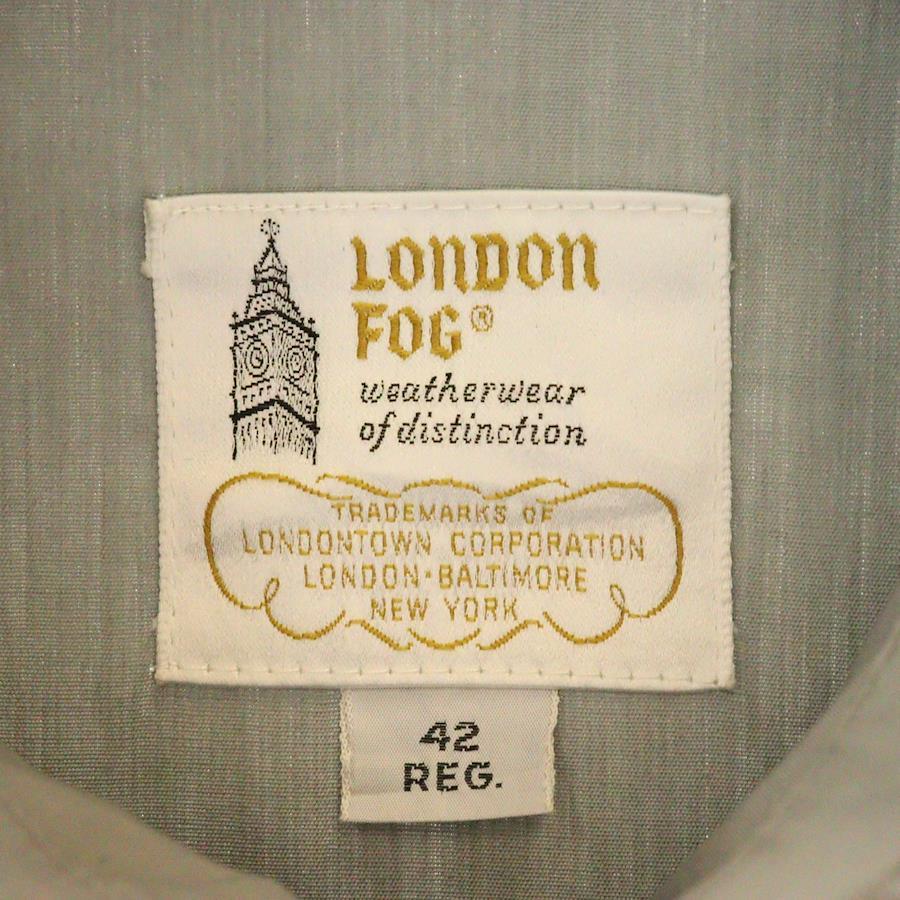 LONDON
FOG®
weatherwear
of distinction
TRADEMARKS OF
LONDONTOWN CORPORATION
LONDON-BALTIMORE
NEW YORK
42
REG.